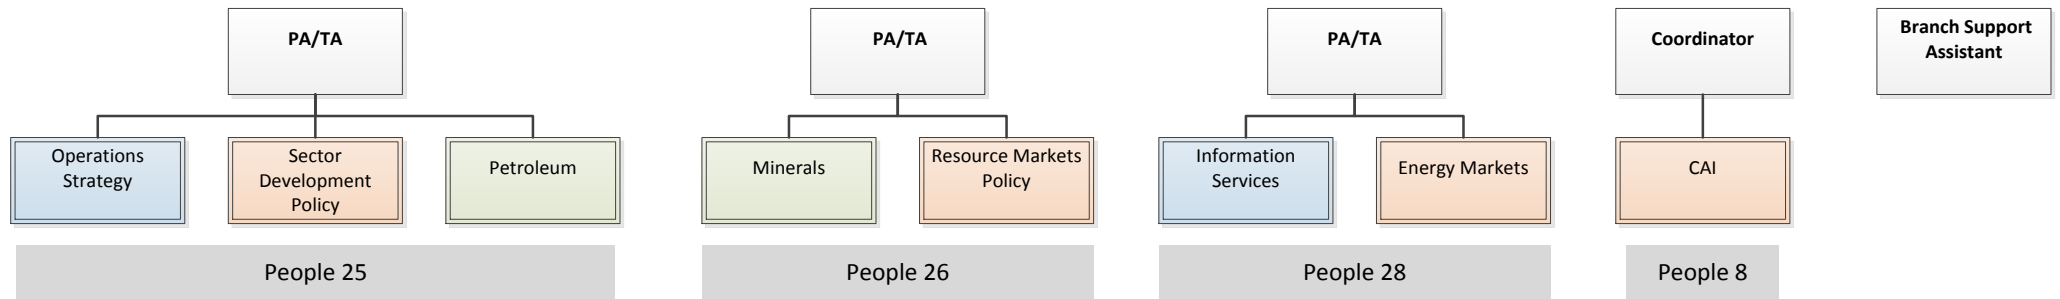 PA/TA
PA/TA
PA/TA
Coordinator
Branch Support
Assistant
Operations
Strategy
Sector
Development
Policy
Petroleum
Minerals
Resource Markets
Policy
Information
Services
Energy Markets
CAI
People 25
People 26
People 28
People 8